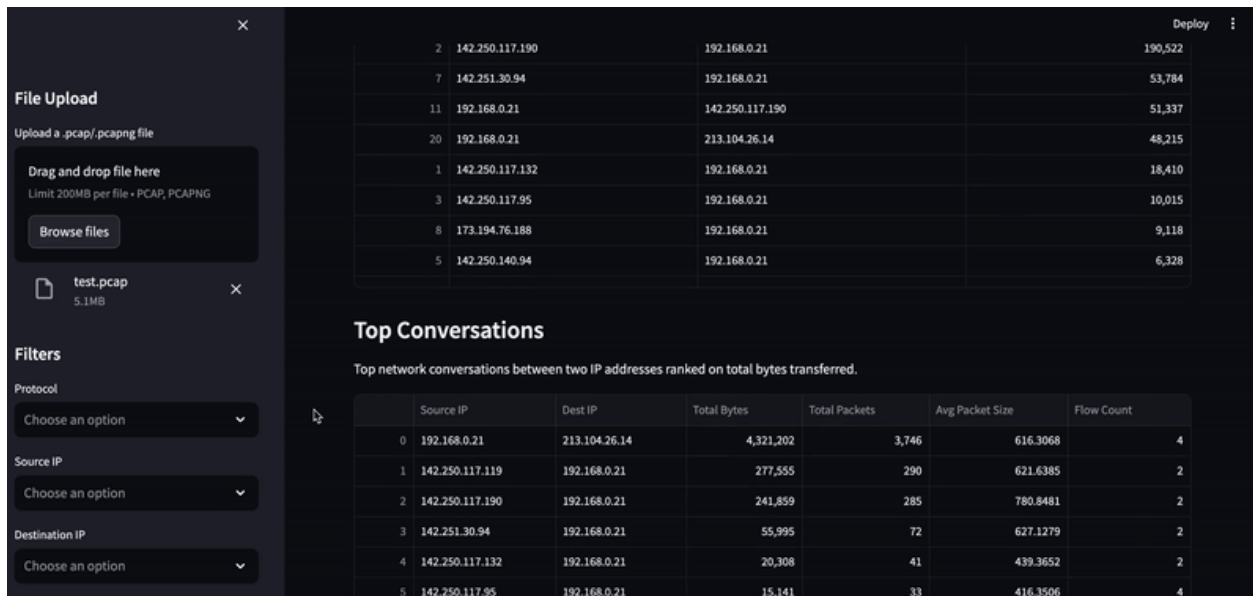 Deploy
File Upload
Upload a .pcap/.pcapng file
Drag and drop file here
Limit 200MB per file • PCAP, PCAPNG
Browse files
test.pcap
5.1MB
Filters
Protocol
Choose an option
Source IP
Choose an option
Destination IP
Choose an option
2 142.250.117.190 192.168.0.21 190,522
7 142.251.30.94 192.168.0.21 53,784
11 192.168.0.21 142.250.117.190 51,337
20 192.168.0.21 213.104.26.14 48,215
1 142.250.117.132 192.168.0.21 18,410
3 142.250.117.95 192.168.0.21 10,015
8 173.194.76.188 192.168.0.21 9,118
5 142.250.140.94 192.168.0.21 6,328
Top Conversations
Top network conversations between two IP addresses ranked on total bytes transferred.
Source IP Dest IP Total Bytes Total Packets Avg Packet Size Flow Count
0 192.168.0.21 213.104.26.14 4,321,202 3,746 616.3068 4
1 142.250.117.119 192.168.0.21 277,555 290 621.6385 2
2 142.250.117.190 192.168.0.21 241,859 285 780.8481 2
3 142.251.30.94 192.168.0.21 55,995 72 627.1279 2
4 142.250.117.132 192.168.0.21 20,308 41 439.3652 2
5 142.250.117.95 192.168.0.21 15,141 33 416.3506 4